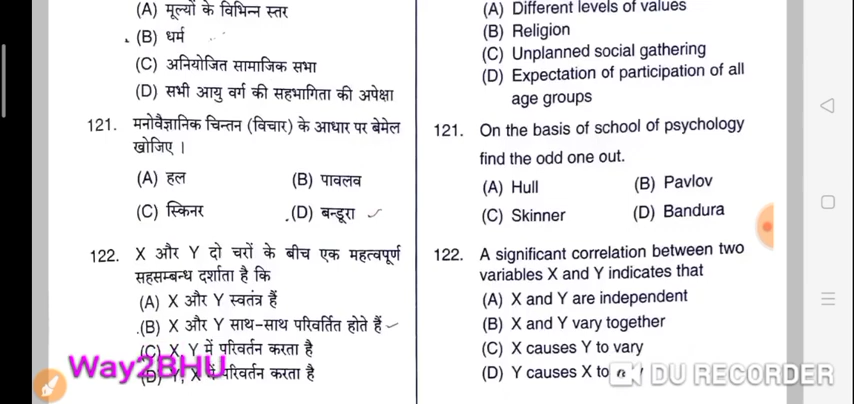 (A) मूल्यों के विभिन्न स्तर
(B) धर्म
(C) अनियोजित सामाजिक सभा
(D) सभी आयु वर्ग की सहभागिता की अपेक्षा
121. मनोवैज्ञानिक चिन्तन (विचार) के आधार पर बेमेल
खोजिए ।
(A) हल (B) पावलव
(C) स्किनर (D) बन्डूरा
122. X और Y दो चरों के बीच एक महत्वपूर्ण
सहसम्बन्ध दर्शाता है कि
(A) X और Y स्वतंत्र हैं
(B) X और Y साथ-साथ परिवर्तित होते हैं
(C) X, Y में परिवर्तन करता है
(D) Y, X में परिवर्तन करता है
Way2BHU
(A) Different levels of values
(B) Religion
(C) Unplanned social gathering
(D) Expectation of participation of all
age groups
121. On the basis of school of psychology
find the odd one out.
(A) Hull (B) Pavlov
(C) Skinner (D) Bandura
122. A significant correlation between two
variables X and Y indicates that
(A) X and Y are independent
(B) X and Y vary together
(C) X causes Y to vary
(D) Y causes X to
DU RECORDER